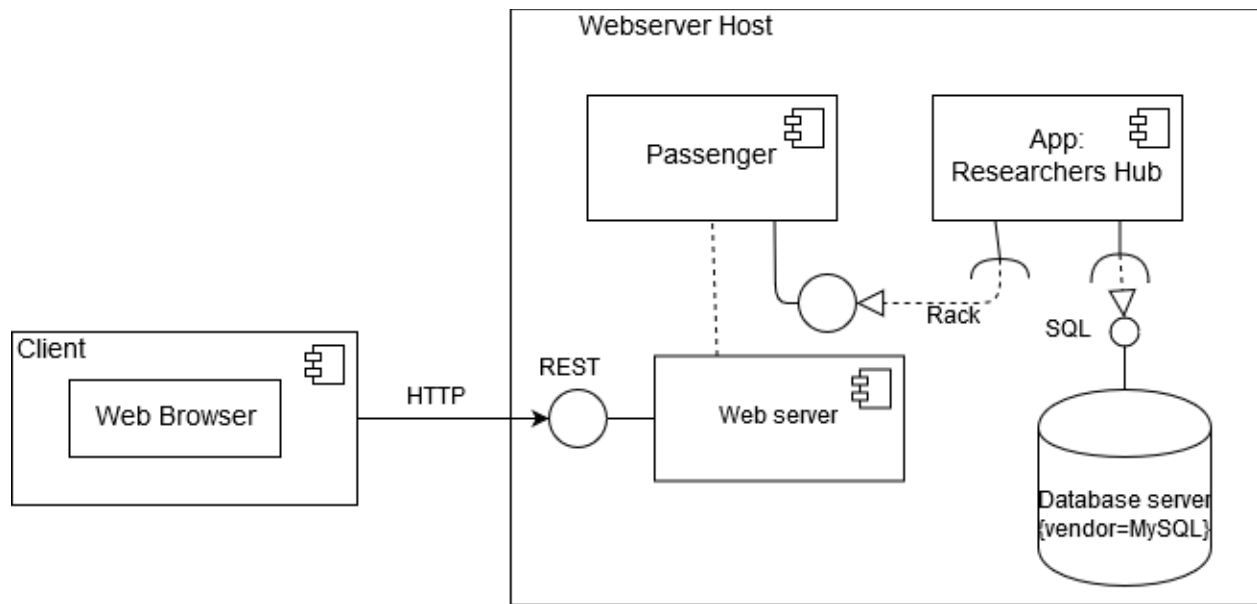 Webserver Host
Passenger
App:
Researchers Hub
Rack
SQL
Client
Web Browser
HTTP
REST
Web server
Database server
{vendor=MySQL}